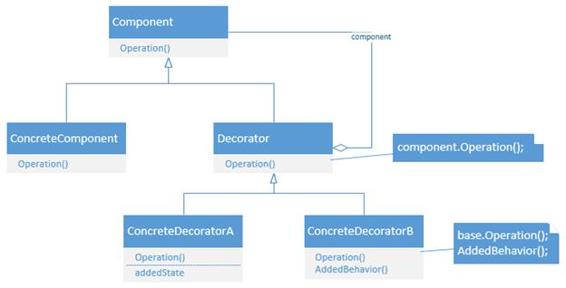 Component
component
Operation()
ConcreteComponent
Decorator
component.Operation();
Operation()
Operation()
ConcreteDecoratorA
ConcreteDecoratorB
base.Operation();
AddedBehavior();
Operation()
addedState
Operation()
AddedBehavior()